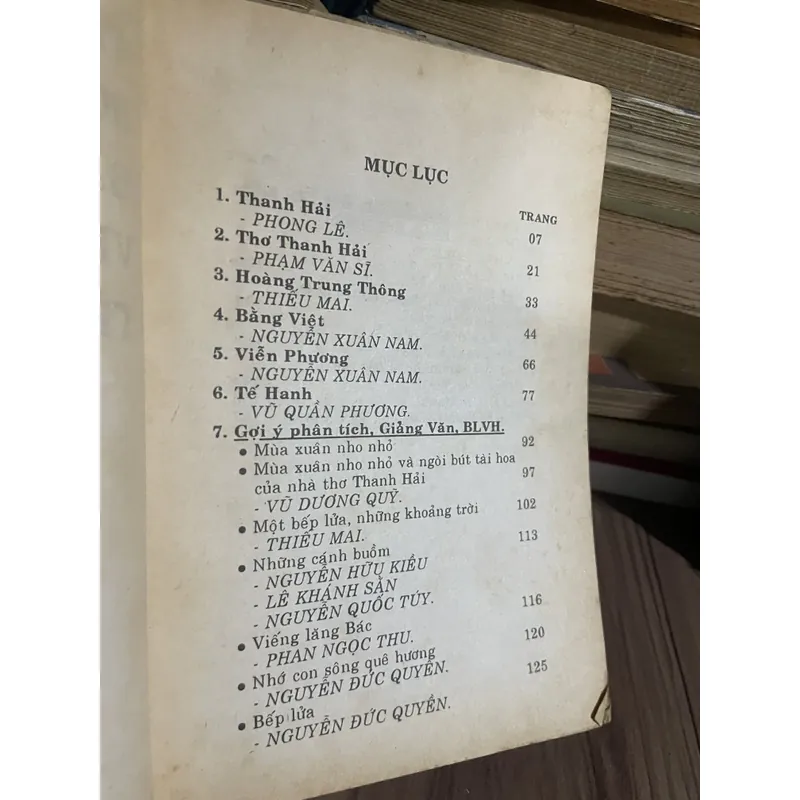 MỤC LỤC
TRANG
1. Thanh Hải
- PHONG LÊ. 07
2. Thơ Thanh Hải
- PHẠM VĂN SĨ. 21
3. Hoàng Trung Thông
- THIẾU MAI. 33
4. Bằng Việt
- NGUYỄN XUÂN NAM. 44
5. Viễn Phương
- NGUYỄN XUÂN NAM. 66
6. Tế Hanh
- VŨ QUẦN PHƯƠNG. 77
7. Gợi ý phân tích, Giảng Văn, BLVH.
• Mùa xuân nho nhỏ 92
• Mùa xuân nho nhỏ và ngòi bút tài hoa
của nhà thơ Thanh Hải 97
- VŨ DƯƠNG QUỸ.
• Một bếp lửa, những khoảng trời 102
- THIẾU MAI.
• Những cánh buồm 113
- NGUYỄN HỮU KIỀU
- LÊ KHÁNH SẰN
- NGUYỄN QUỐC TÚY.
• Viếng lăng Bác 116
- PHAN NGỌC THU.
• Nhớ con sông quê hương 120
- NGUYỄN ĐỨC QUYỀN.
• Bếp lửa 125
- NGUYỄN ĐỨC QUYỀN.